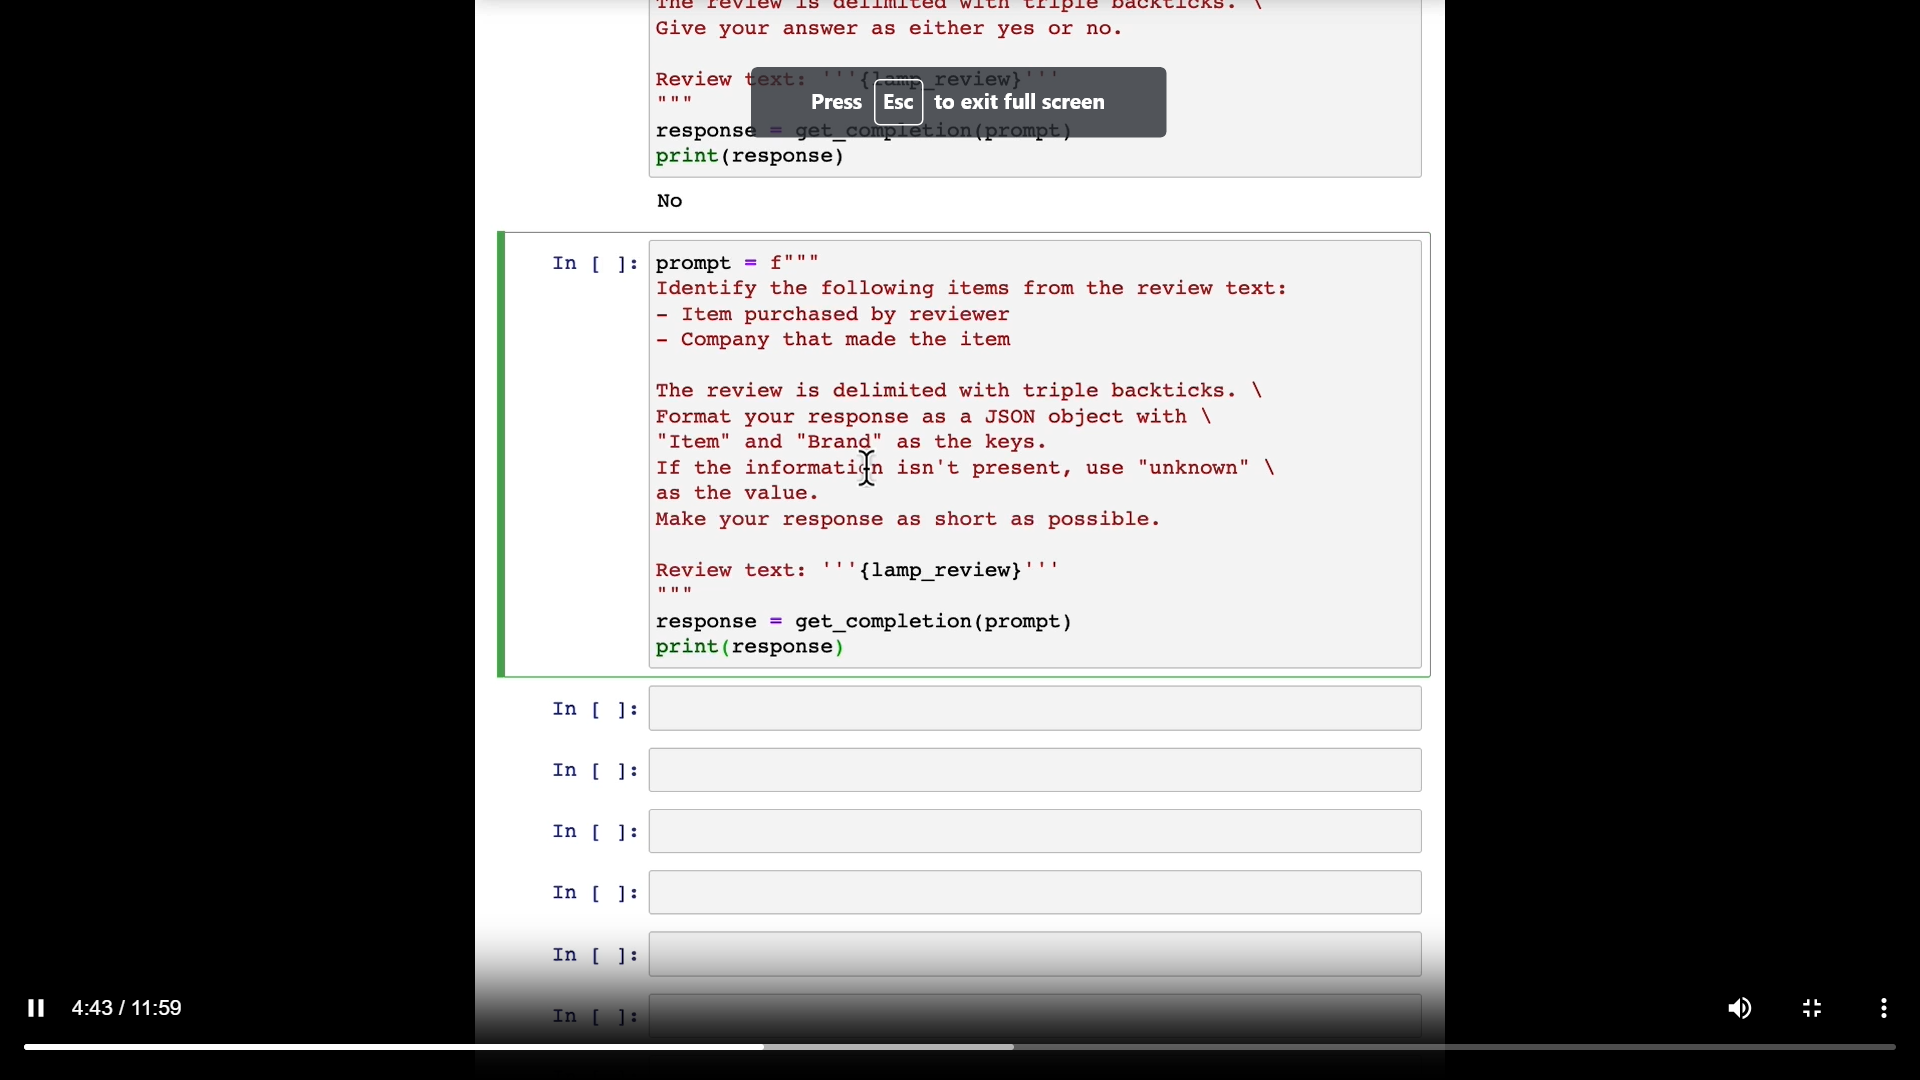 The review is delimited with triple backticks. \
Give your answer as either yes or no.
Review text: '''{lamp_review}'''
"""
Press Esc to exit full screen
response = get_completion(prompt)
print(response)
No
In [ ]: prompt = f"""
Identify the following items from the review text:
- Item purchased by reviewer
- Company that made the item
The review is delimited with triple backticks. \
Format your response as a JSON object with \
"Item" and "Brand" as the keys.
If the information isn't present, use "unknown" \
as the value.
Make your response as short as possible.
Review text: '''{lamp_review}'''
"""
response = get_completion(prompt)
print(response)
In [ ]:
In [ ]:
In [ ]:
In [ ]:
In [ ]:
In [ ]:
4:43 / 11:59